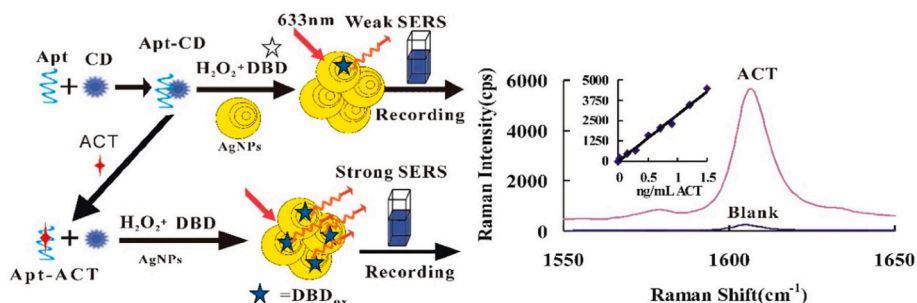 633nm Weak SERS
Apt CD Apt-CD
H₂O₂+DBD
AgNPs
Recording
ACT
Strong SERS
H₂O₂+ DBD
AgNPs
Apt-ACT
Recording
=DBDox
Raman Intensity(cps)
8000
6000
4000
2000
0
ACT
5000
3750
2500
1250
0
0 0.5 1 1.5
ng/mL ACT
Blank
1550 1600 1650
Raman Shift(cm⁻¹)